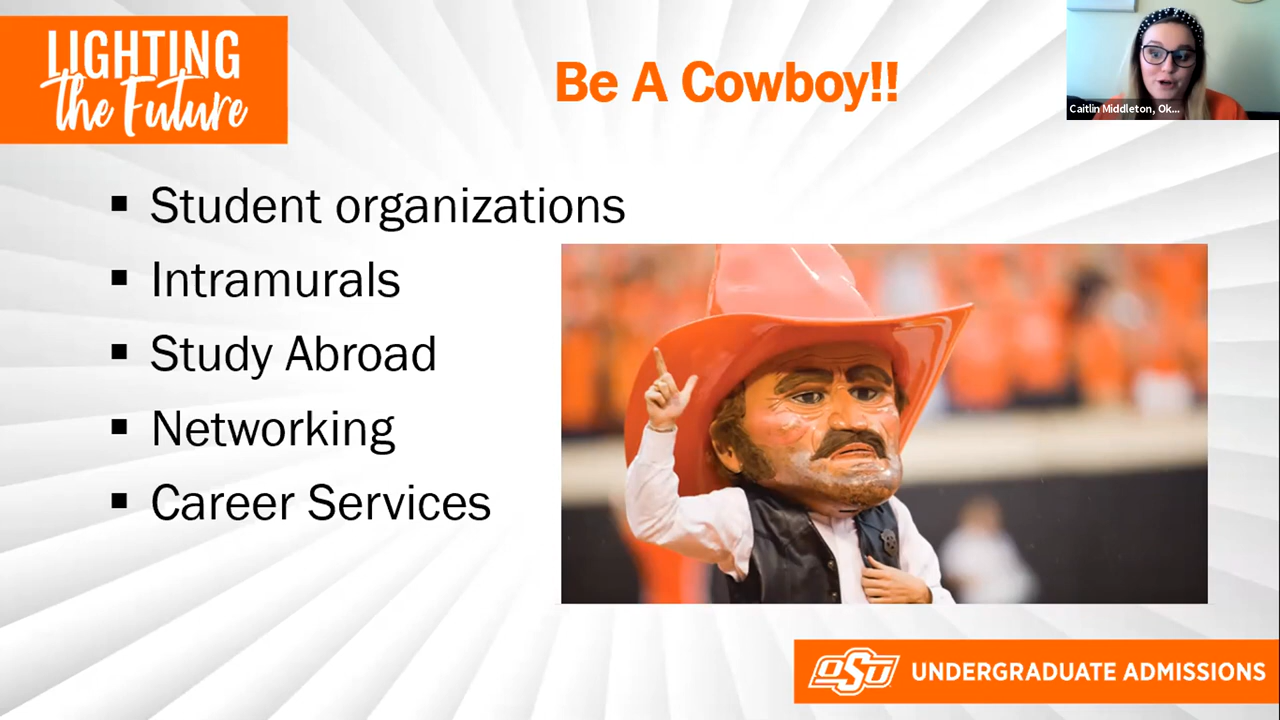 LIGHTING
the Future
Be A Cowboy!!
Caitlin Middleton, Ok...
▪ Student organizations
▪ Intramurals
▪ Study Abroad
▪ Networking
▪ Career Services
OSU UNDERGRADUATE ADMISSIONS